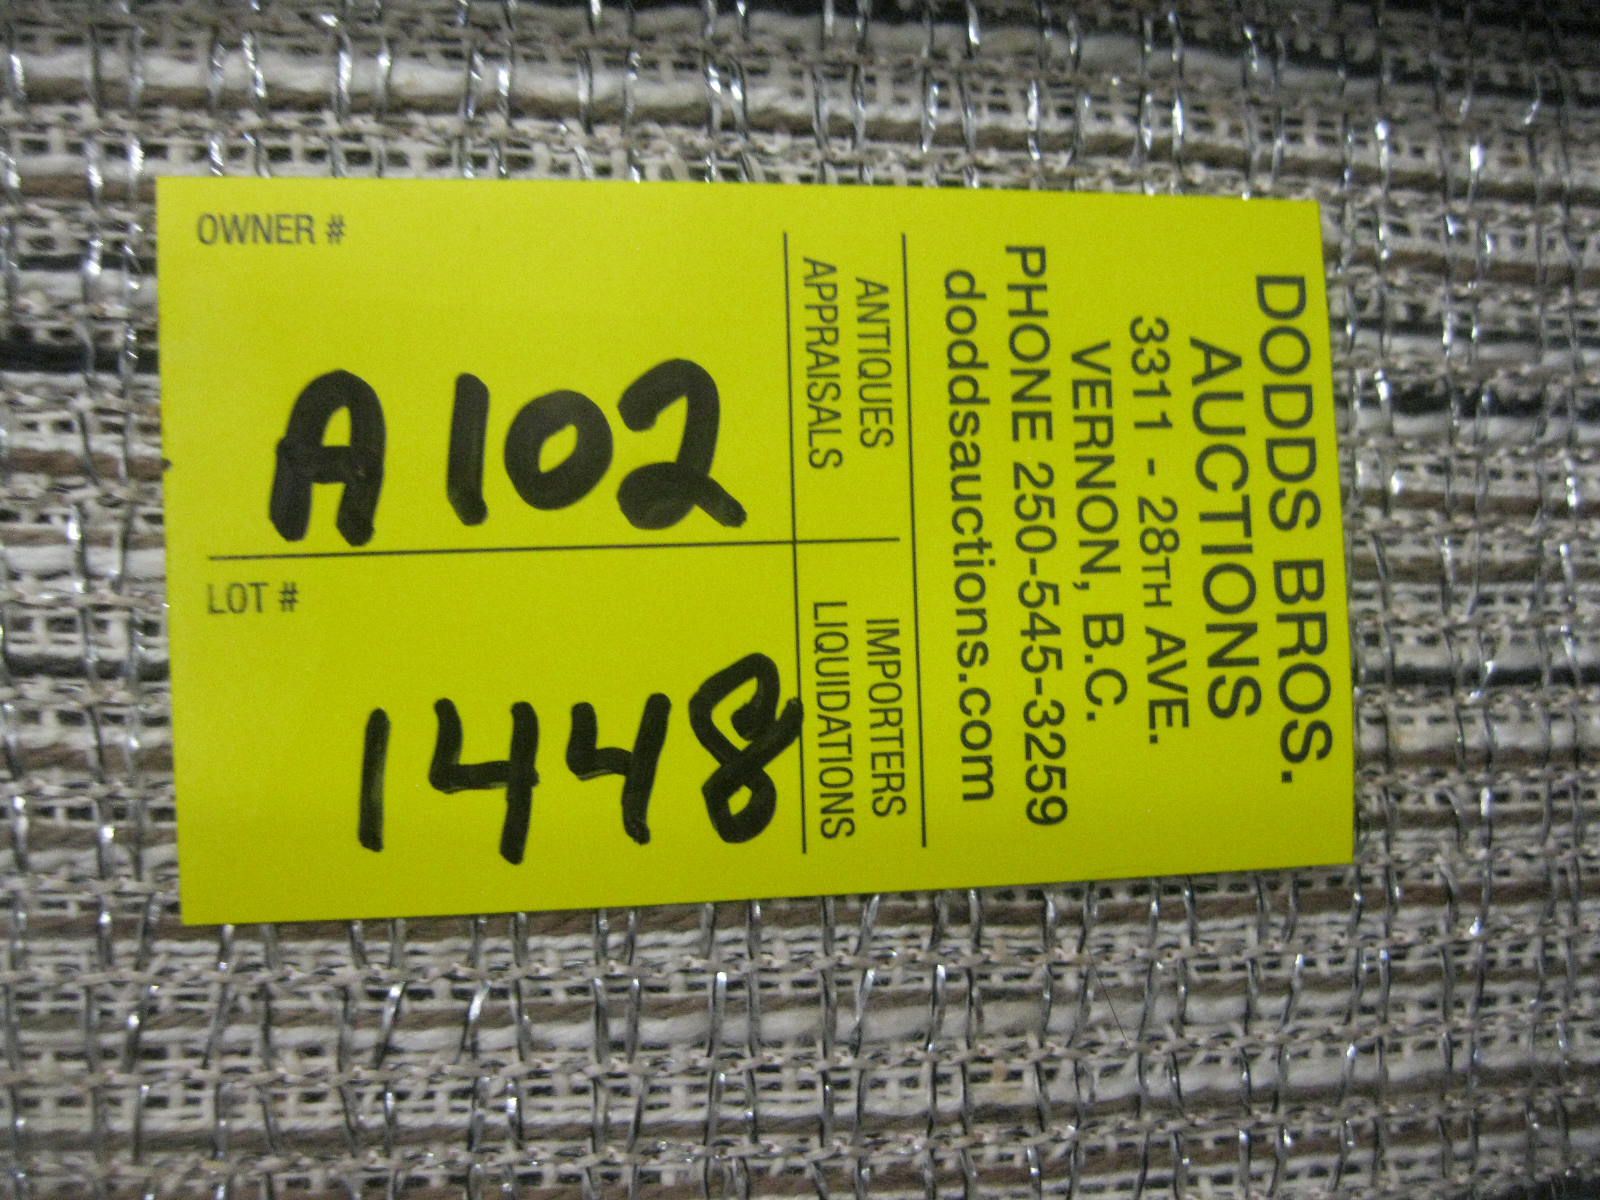 DODDS BROS.
AUCTIONS
3311 - 28TH AVE.
VERNON, B.C.
PHONE 250-545-3259
doddsauctions.com
ANTIQUES IMPORTERS
APPRAISALS LIQUIDATIONS
OWNER #
A102
LOT #
1448